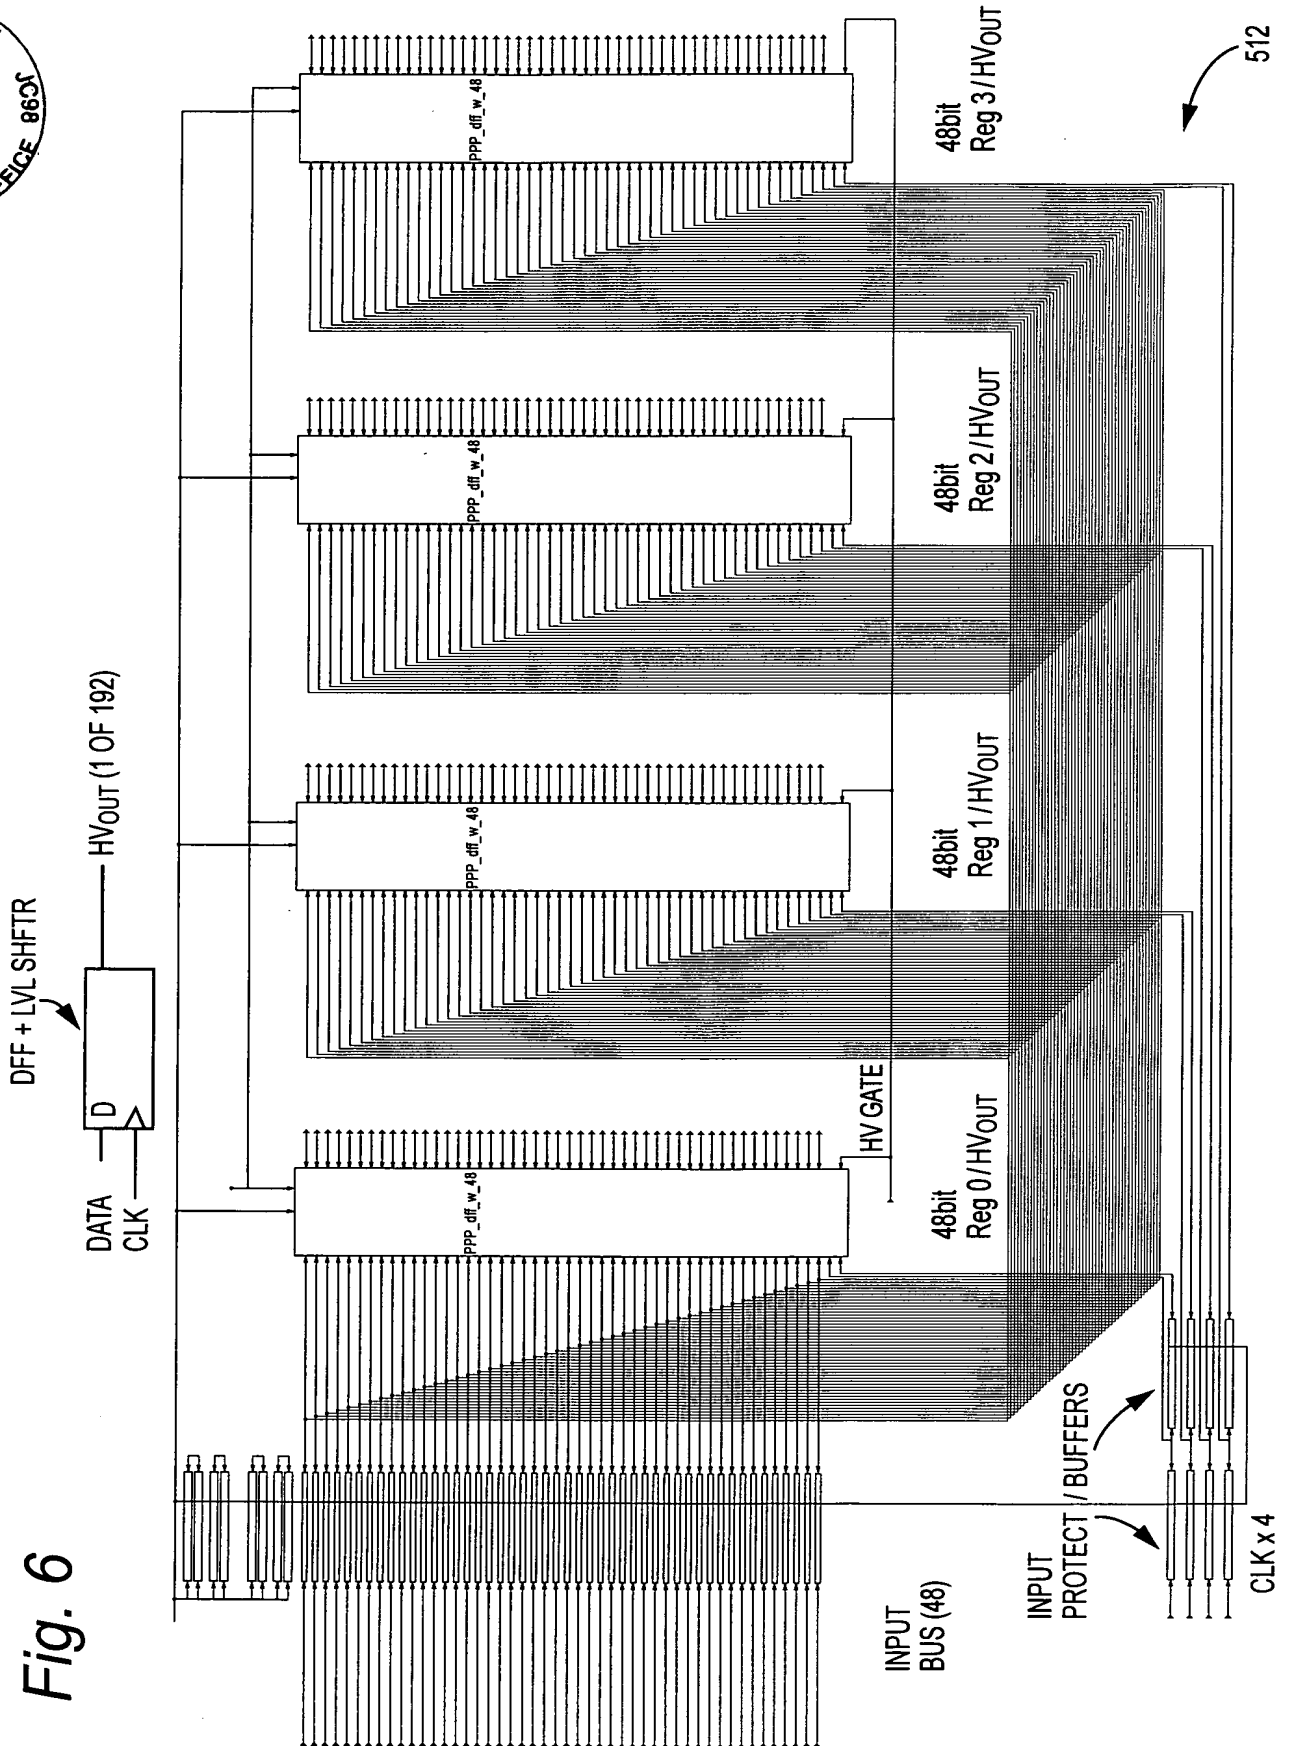 Fig. 6
DFF + LVL SHFTR
DATA
CLK
D
HVOUT (1 OF 192)
PPP_dff_w_48
PPP_dff_w_48
PPP_dff_w_48
PPP_dff_w_48
HV GATE
INPUT
BUS (48)
48bit
Reg 0/HVOUT
48bit
Reg 1/HVOUT
48bit
Reg 2/HVOUT
48bit
Reg 3/HVOUT
INPUT
PROTECT / BUFFERS
CLK x 4
512
JC98